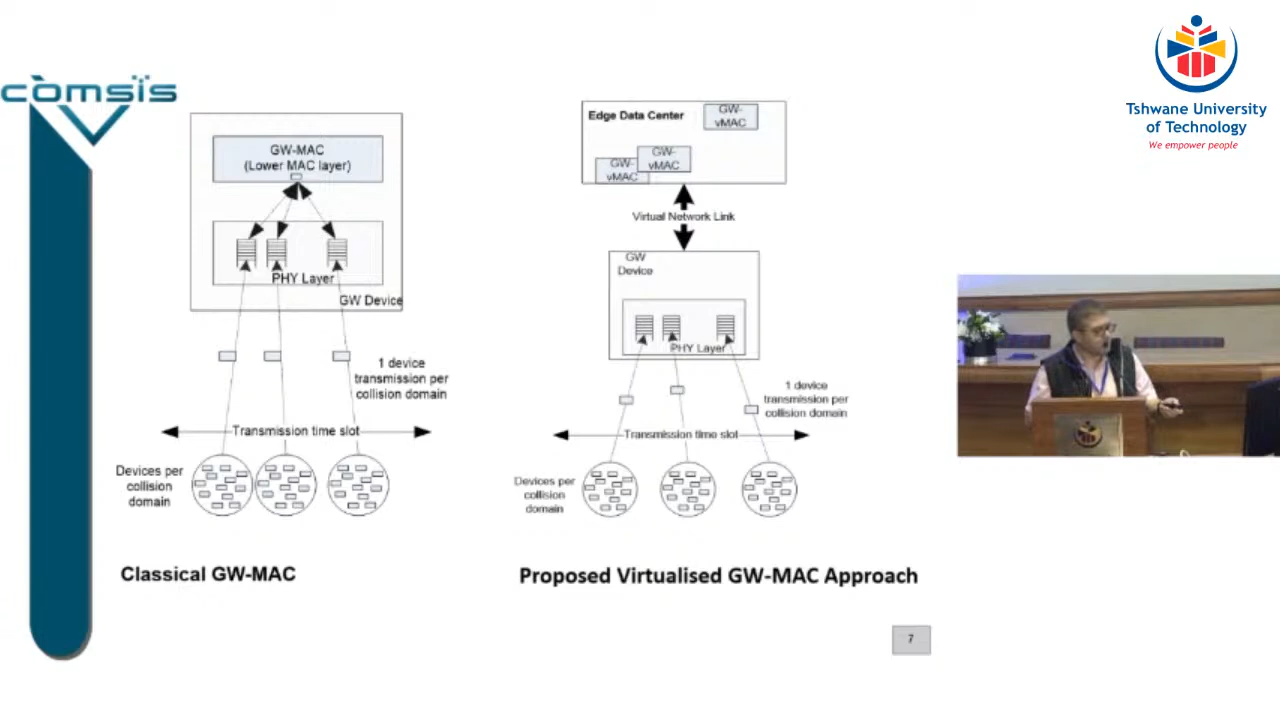 còmsïs
GW-MAC
(Lower MAC layer)
PHY Layer
GW Device
1 device
transmission per
collision domain
Transmission time slot
Devices per
collision
domain
Classical GW-MAC
Edge Data Center
GW-
vMAC
GW-
vMAC
GW-
vMAC
Virtual Network Link
GW
Device
PHY Layer
1 device
transmission per
collision domain
Transmission time slot
Devices per
collision
domain
Proposed Virtualised GW-MAC Approach
7
Tshwane University
of Technology
We empower people